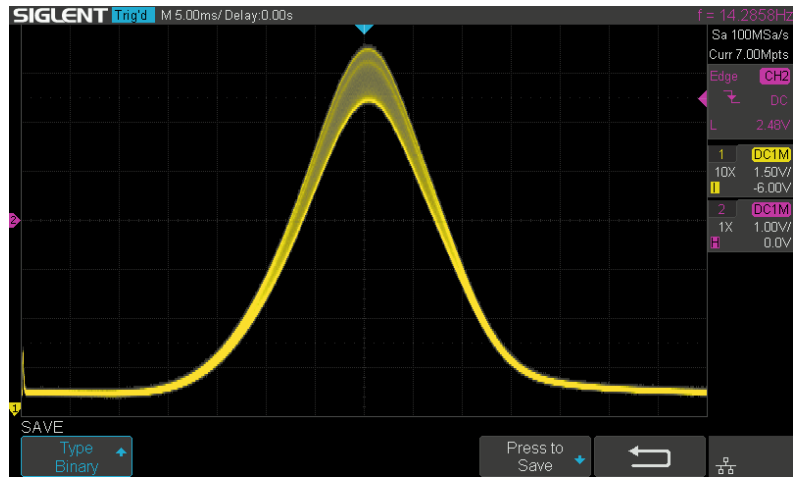 SIGLENT Trig'd M 5.00ms/ Delay:0.00s f = 14.2858Hz
Sa 100MSa/s
Curr 7.00Mpts
Edge CH2
DC
L 2.48V
1 DC1M
10X 1.50V/
I -6.00V
2 DC1M
1X 1.00V/
H 0.0V
2
1
SAVE
Type
Binary
Press to
Save